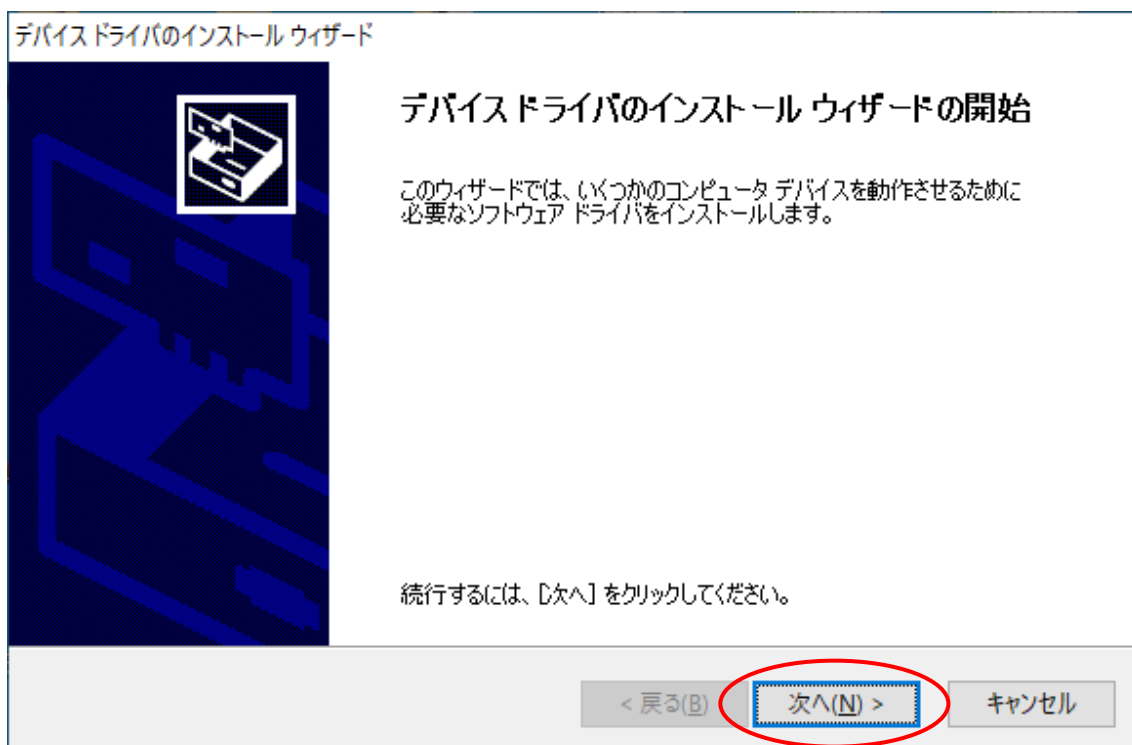 デバイス ドライバのインストール ウィザード
デバイス ドライバのインストール ウィザードの開始
このウィザードでは、いくつかのコンピュータ デバイスを動作させるために
必要なソフトウェア ドライバをインストールします。
続行するには、[次へ] をクリックしてください。
< 戻る(B)
次へ(N) >
キャンセル